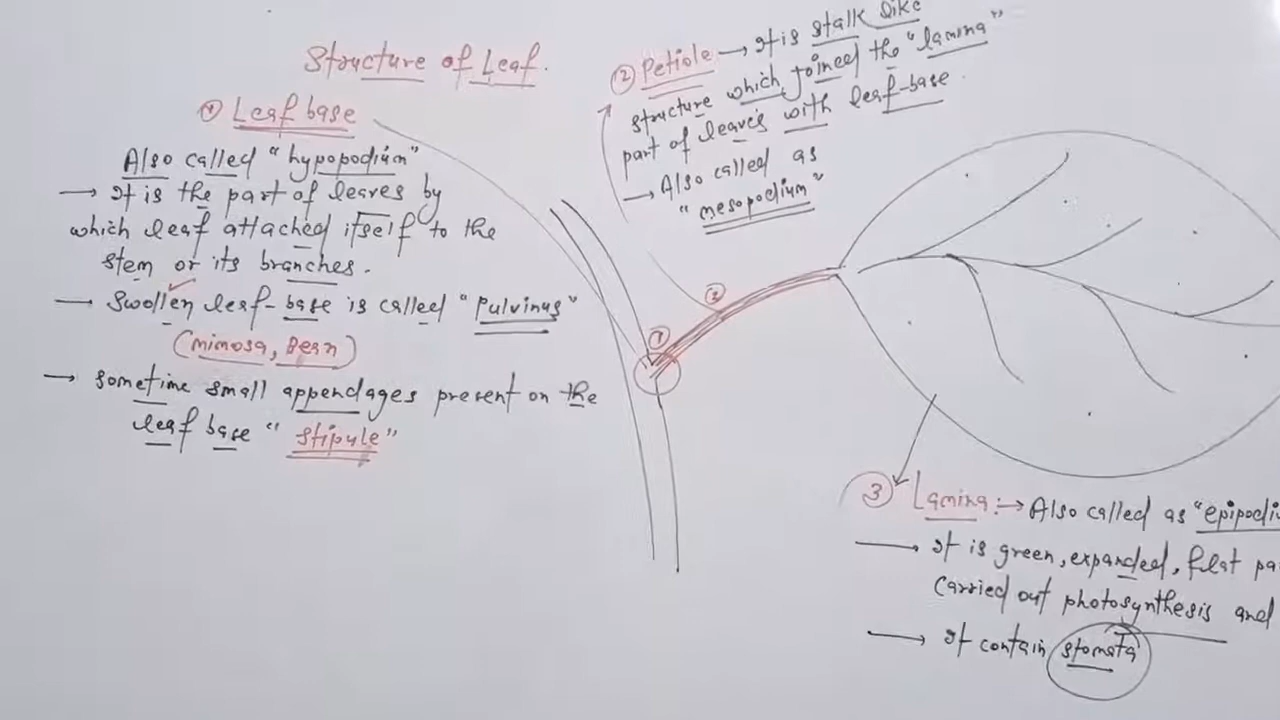 Structure of Leaf.
① Leaf base
Also called "hypopodium"
→ It is the part of leaves by
which leaf attached itself to the
stem or its branches.
→ Swollen leaf-base is called "Pulvinus"
(mimosa, Bean)
→ sometime small appendages present on the
leaf base "stipule"
② Petiole → It is stalk like
structure which joined the "lamina"
part of leaves with leaf-base
→ Also called as
"mesopodium"
①
②
③ Lamina :→ Also called as "epipodiu
→ It is green, expanded, flat pa
carried out photosynthesis and
→ It contain stomata